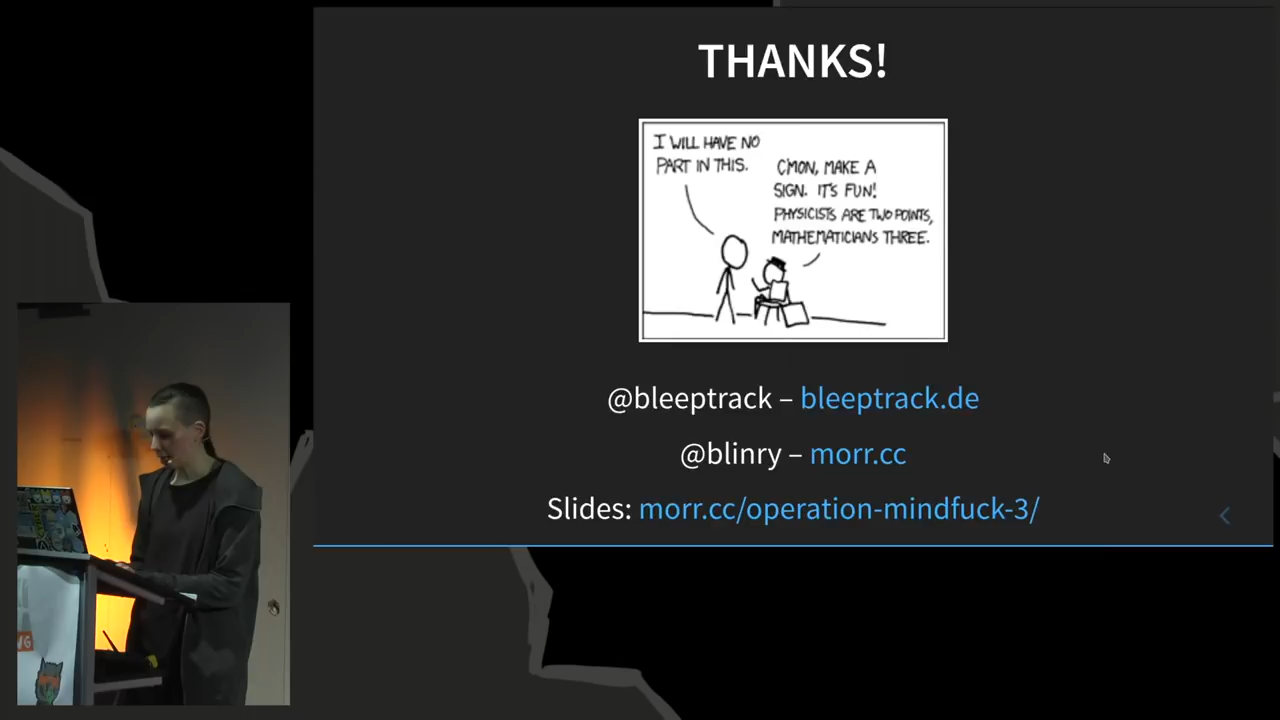 THANKS!
I WILL HAVE NO
PART IN THIS.
C'MON, MAKE A
SIGN. IT'S FUN!
PHYSICISTS ARE TWO POINTS,
MATHEMATICIANS THREE.
@bleeptrack – bleeptrack.de
@blinry – morr.cc
Slides: morr.cc/operation-mindfuck-3/